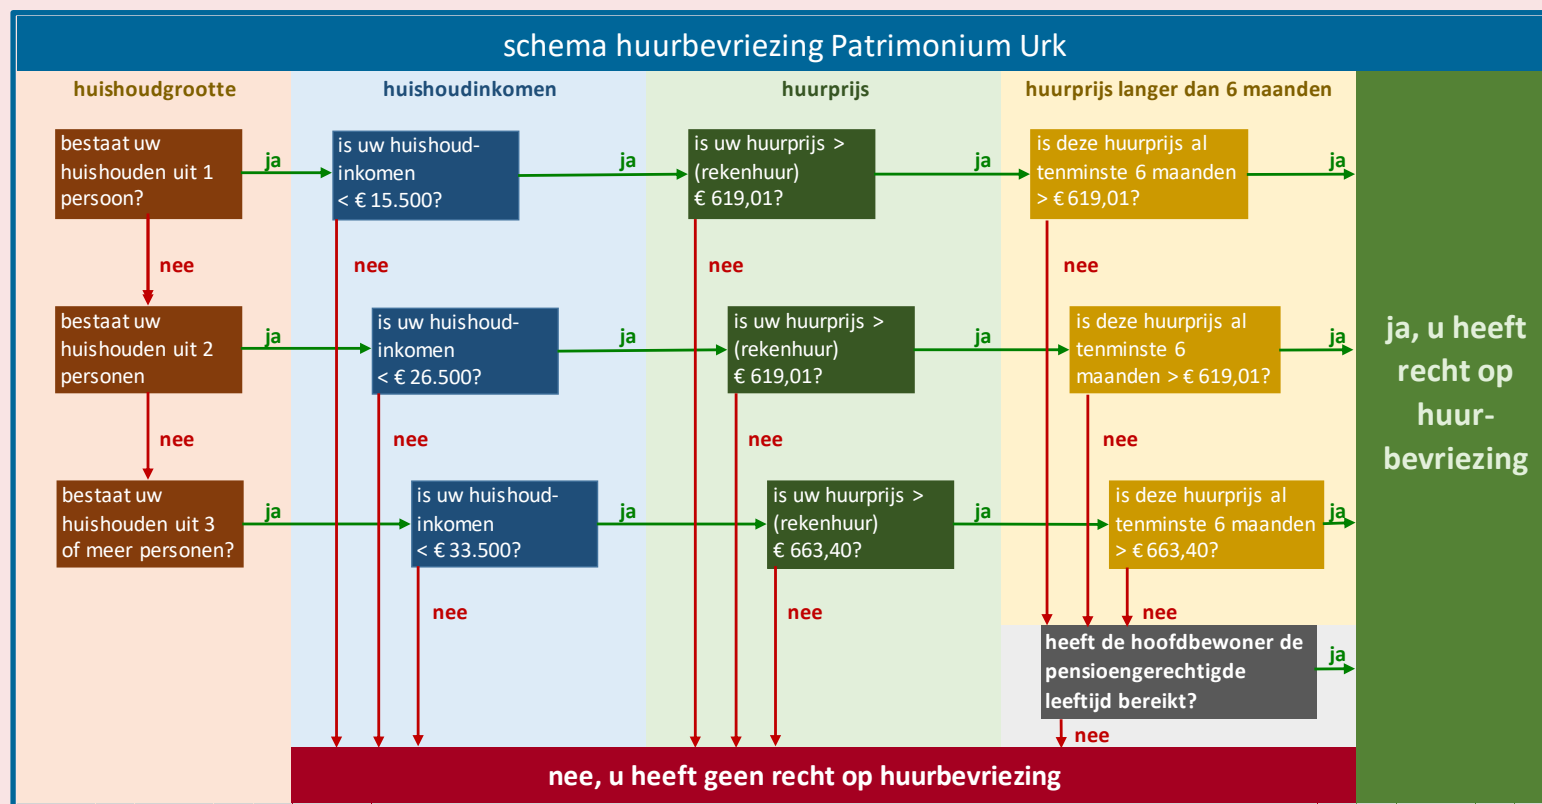 schema huurbevriezing Patrimonium Urk
huishoudgrootte
huishoudinkomen
huurprijs
huurprijs langer dan 6 maanden
bestaat uw
huishouden uit 1
persoon?
ja
is uw huishoud-
inkomen
< € 15.500?
ja
is uw huurprijs >
(rekenhuur)
€ 619,01?
ja
is deze huurprijs al
tenminste 6 maanden
> € 619,01?
ja
nee
nee
nee
nee
bestaat uw
huishouden uit 2
personen
ja
is uw huishoud-
inkomen
< € 26.500?
ja
is uw huurprijs >
(rekenhuur)
€ 619,01?
ja
is deze huurprijs al
tenminste 6
maanden > € 619,01?
ja
nee
nee
nee
nee
bestaat uw
huishouden uit 3
of meer personen?
ja
is uw huishoud-
inkomen
< € 33.500?
ja
is uw huurprijs >
(rekenhuur)
€ 663,40?
ja
is deze huurprijs al
tenminste 6 maanden
> € 663,40?
ja
nee
nee
nee
heeft de hoofdbewoner de
pensioengerechtigde
leeftijd bereikt?
ja
nee
ja, u heeft
recht op
huur-
bevriezing
nee, u heeft geen recht op huurbevriezing